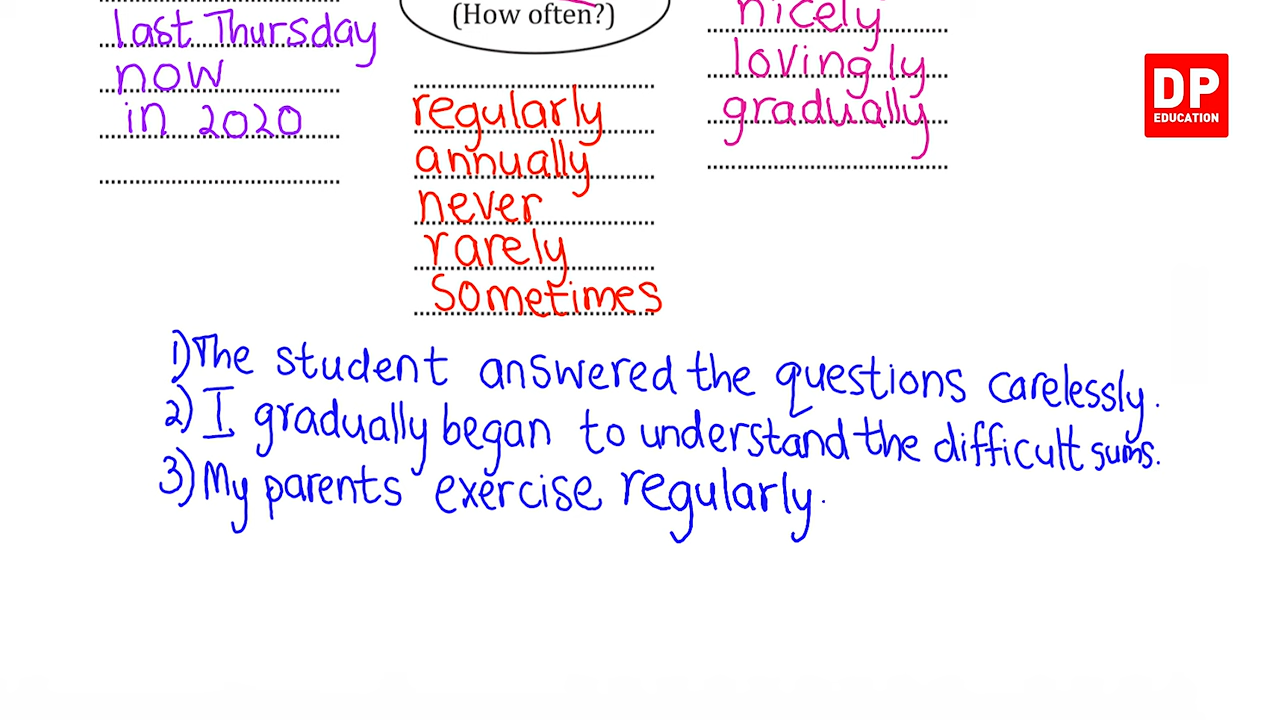 last Thursday
now
in 2020
(How often?)
regularly
annually
never
rarely
sometimes
nicely
lovingly
gradually
DP
EDUCATION
1) The student answered the questions carelessly.
2) I gradually began to understand the difficult sums.
3) My parents exercise regularly.